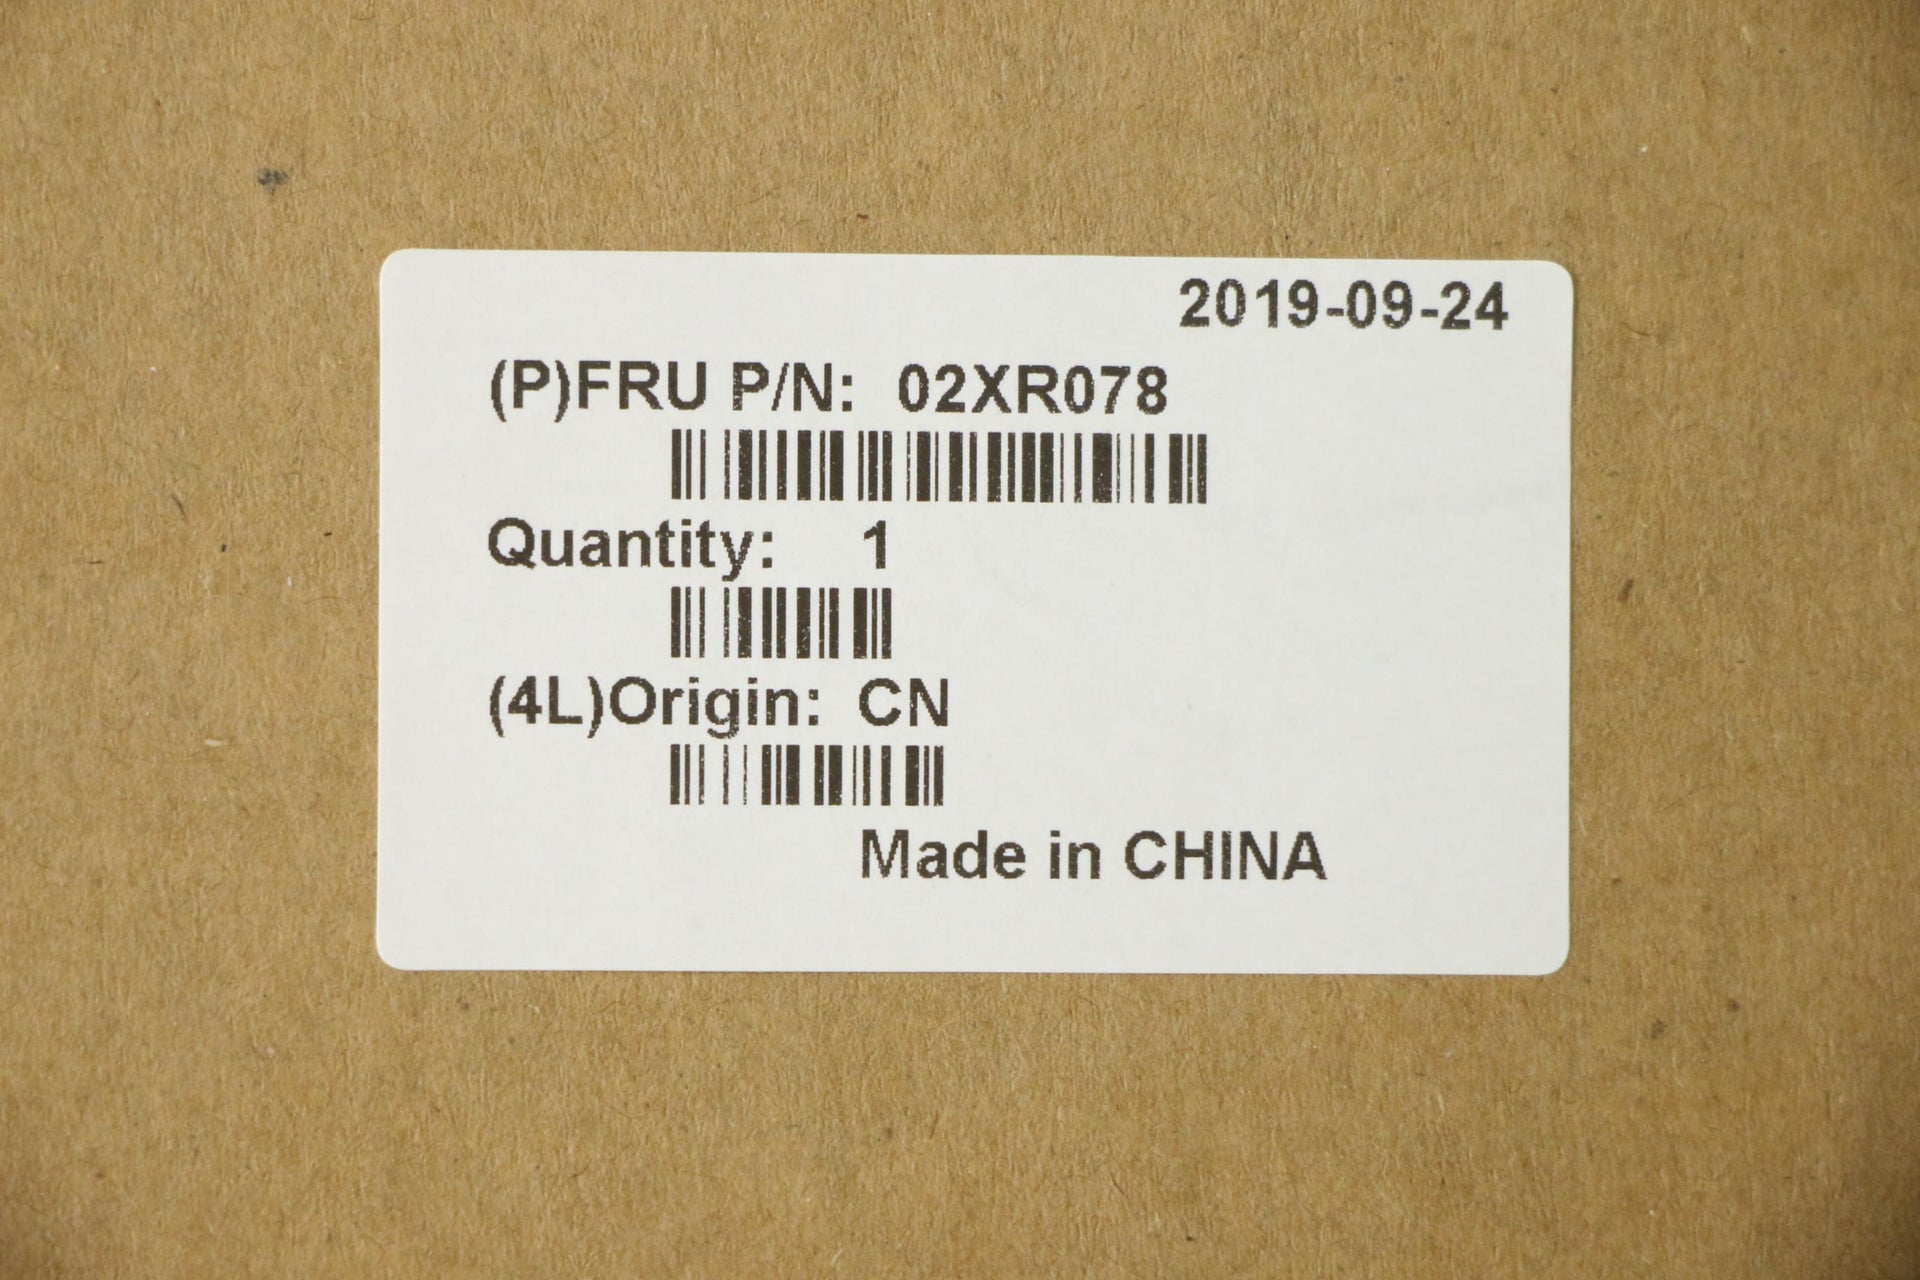 2019-09-24
(P)FRU P/N: 02XR078
Quantity: 1
(4L)Origin: CN
Made in CHINA